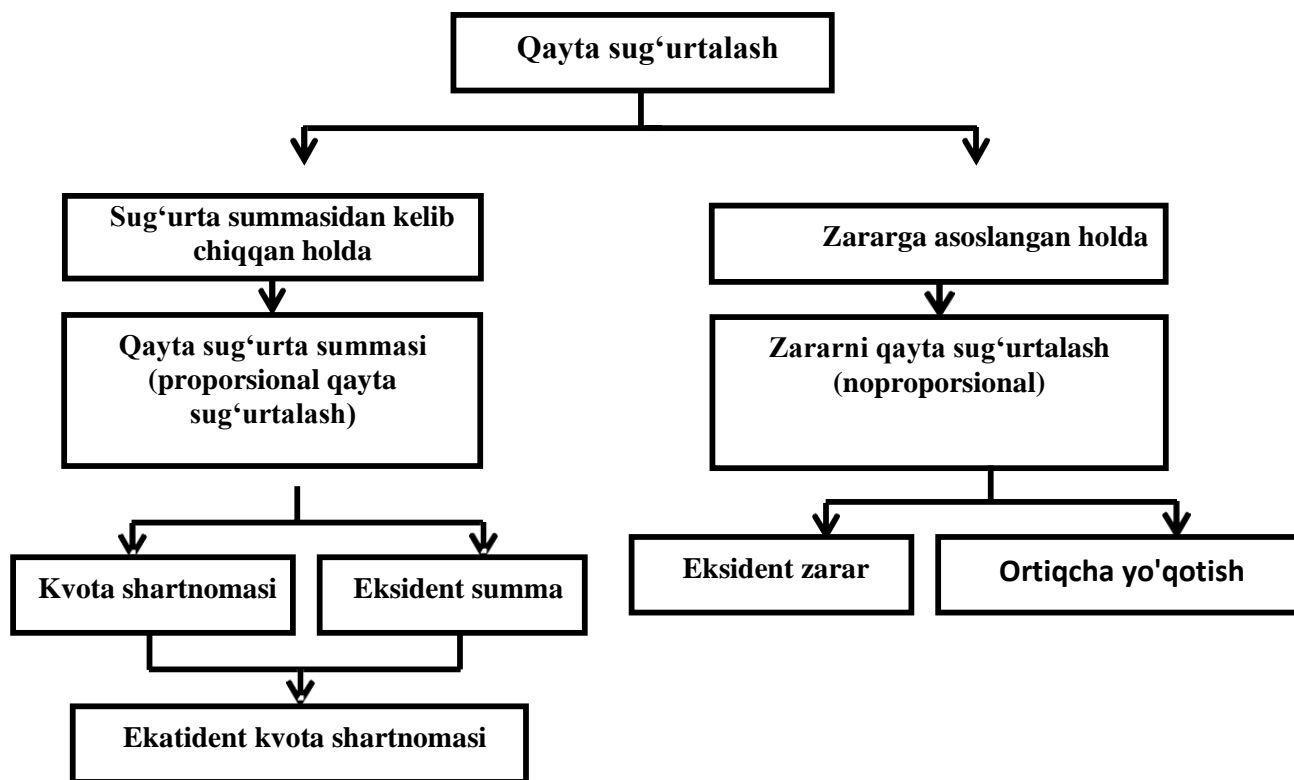 Qayta sug‘urtalash
Sug‘urta summasidan kelib
chiqqan holda
Zararga asoslangan holda
Qayta sug‘urta summasi
(proporsional qayta
sug‘urtalash)
Zararni qayta sug‘urtalash
(noproporsional)
Kvota shartnomasi
Eksident summa
Eksident zarar
Ortiqcha yo'qotish
Ekatident kvota shartnomasi